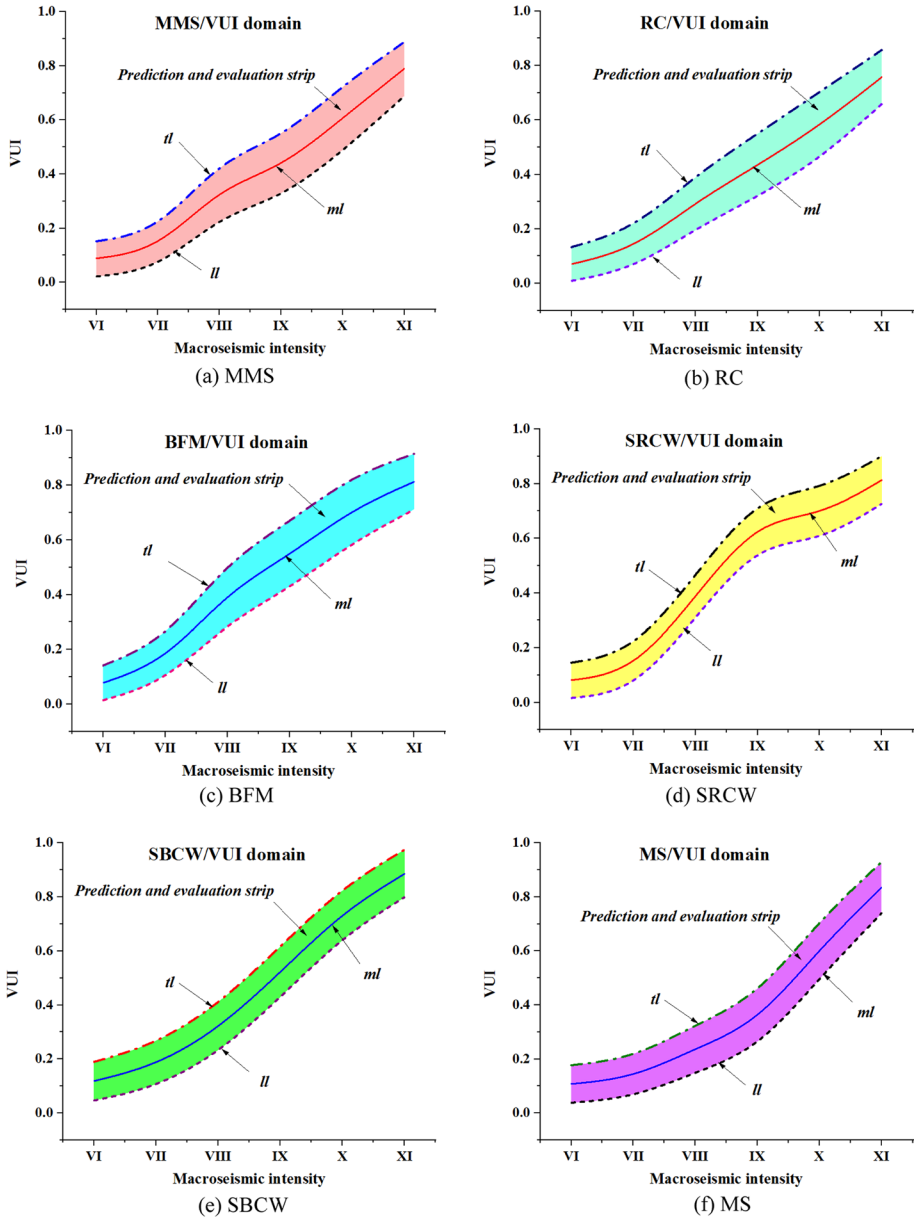 MMS/VUI domain
1.0
0.8
0.6
0.4
0.2
0.0
VUI
Prediction and evaluation strip
tl
ml
ll
VI VII VIII IX X XI
Macroseismic intensity
(a) MMS
RC/VUI domain
1.0
0.8
0.6
0.4
0.2
0.0
VUI
Prediction and evaluation strip
tl
ml
ll
VI VII VIII IX X XI
Macroseismic intensity
(b) RC
BFM/VUI domain
1.0
0.8
0.6
0.4
0.2
0.0
VUI
Prediction and evaluation strip
tl
ml
ll
VI VII VIII IX X XI
Macroseismic intensity
(c) BFM
SRCW/VUI domain
1.0
0.8
0.6
0.4
0.2
0.0
VUI
Prediction and evaluation strip
tl
ml
ll
VI VII VIII IX X XI
Macroseismic intensity
(d) SRCW
SBCW/VUI domain
1.0
0.8
0.6
0.4
0.2
0.0
VUI
Prediction and evaluation strip
tl
ml
ll
VI VII VIII IX X XI
Macroseismic intensity
(e) SBCW
MS/VUI domain
1.0
0.8
0.6
0.4
0.2
0.0
VUI
Prediction and evaluation strip
tl
ml
ll
VI VII VIII IX X XI
Macroseismic intensity
(f) MS